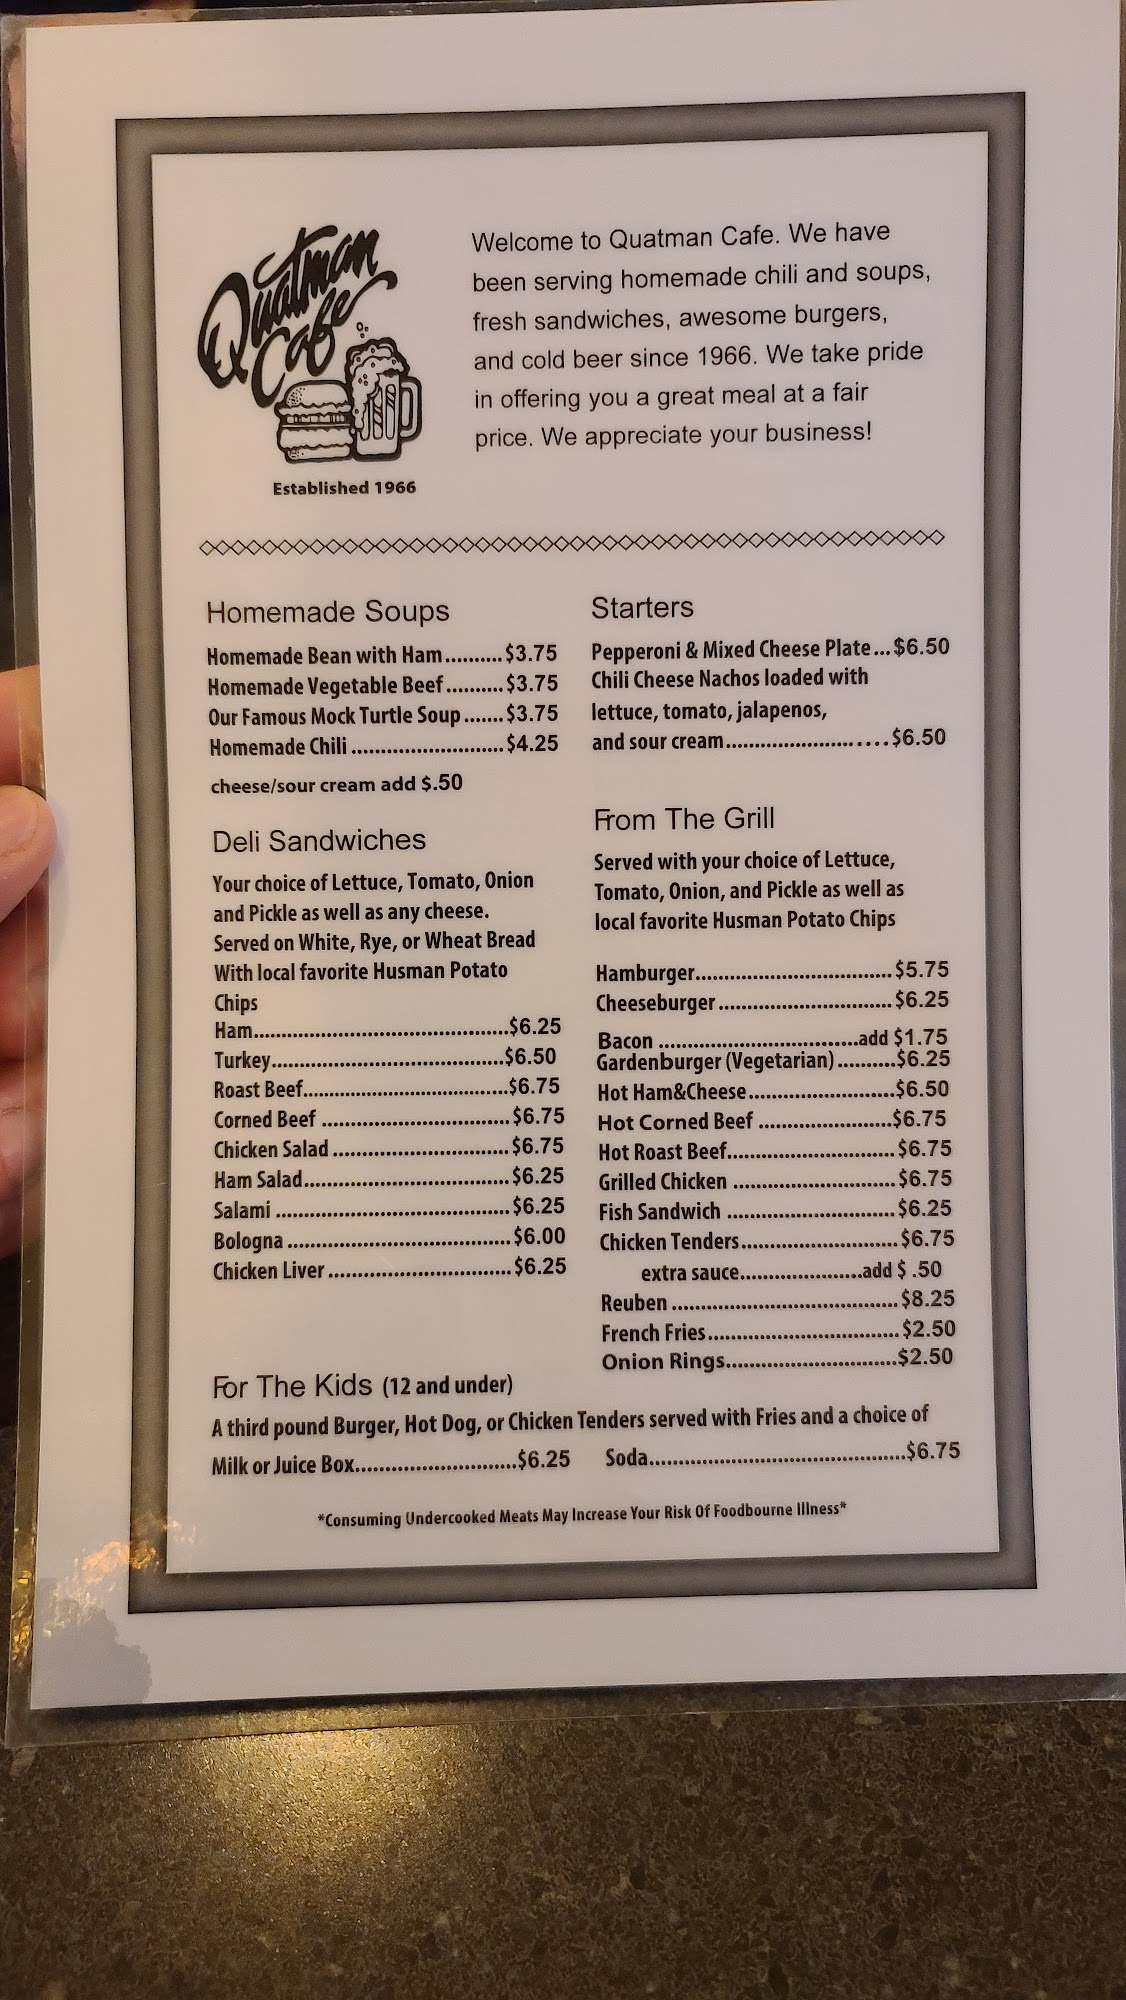 Quatman
Cafe
Established 1966
Welcome to Quatman Cafe. We have
been serving homemade chili and soups,
fresh sandwiches, awesome burgers,
and cold beer since 1966. We take pride
in offering you a great meal at a fair
price. We appreciate your business!
Homemade Soups
Homemade Bean with Ham..........$3.75
Homemade Vegetable Beef..........$3.75
Our Famous Mock Turtle Soup.......$3.75
Homemade Chili ............................$4.25
cheese/sour cream add $.50
Deli Sandwiches
Your choice of Lettuce, Tomato, Onion
and Pickle as well as any cheese.
Served on White, Rye, or Wheat Bread
With local favorite Husman Potato
Chips
Ham...............................................$6.25
Turkey...........................................$6.50
Roast Beef......................................$6.75
Corned Beef ...................................$6.75
Chicken Salad .................................$6.75
Ham Salad......................................$6.25
Salami ...........................................$6.25
Bologna .........................................$6.00
Chicken Liver ..................................$6.25
Starters
Pepperoni & Mixed Cheese Plate...$6.50
Chili Cheese Nachos loaded with
lettuce, tomato, jalapenos,
and sour cream............................$6.50
From The Grill
Served with your choice of Lettuce,
Tomato, Onion, and Pickle as well as
local favorite Husman Potato Chips
Hamburger....................................$5.75
Cheeseburger ................................$6.25
Bacon .....................................add $1.75
Gardenburger (Vegetarian)..........$6.25
Hot Ham&Cheese...........................$6.50
Hot Corned Beef .........................$6.75
Hot Roast Beef...............................$6.75
Grilled Chicken ..............................$6.75
Fish Sandwich ...............................$6.25
Chicken Tenders.............................$6.75
extra sauce......................add $ .50
Reuben ..........................................$8.25
French Fries...................................$2.50
Onion Rings................................$2.50
For The Kids (12 and under)
A third pound Burger, Hot Dog, or Chicken Tenders served with Fries and a choice of
Milk or Juice Box.............................$6.25 Soda...............................................$6.75
*Consuming Undercooked Meats May Increase Your Risk Of Foodbourne Illness*